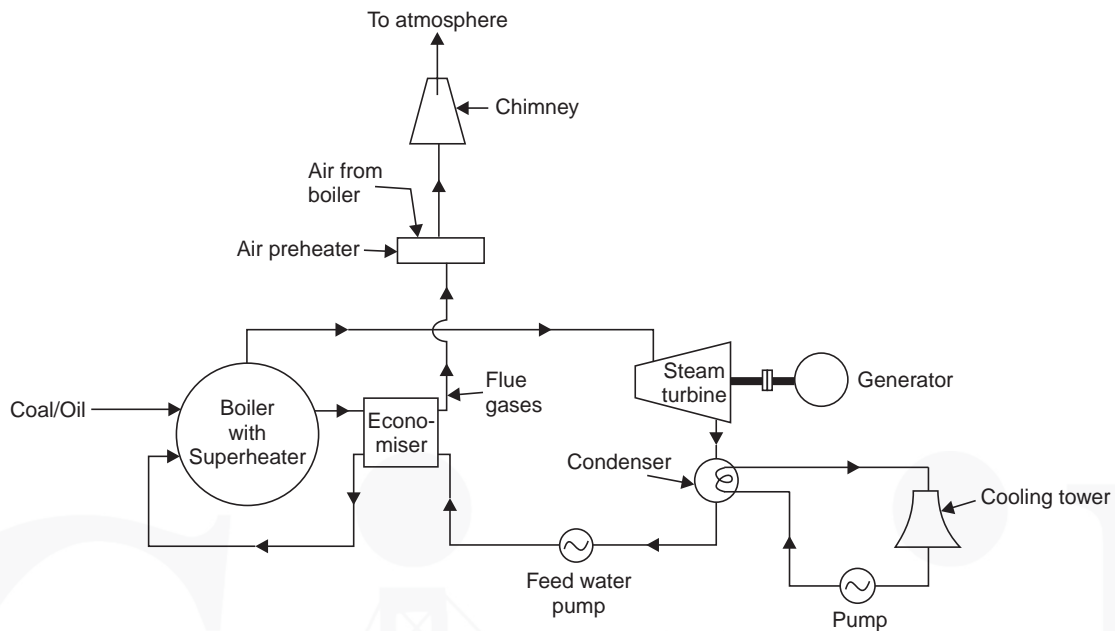 To atmosphere
Chimney
Air from
boiler
Air preheater
Flue
gases
Steam
turbine
Generator
Coal/Oil
Boiler
with
Superheater
Econo-
miser
Condenser
Cooling tower
Feed water
pump
Pump